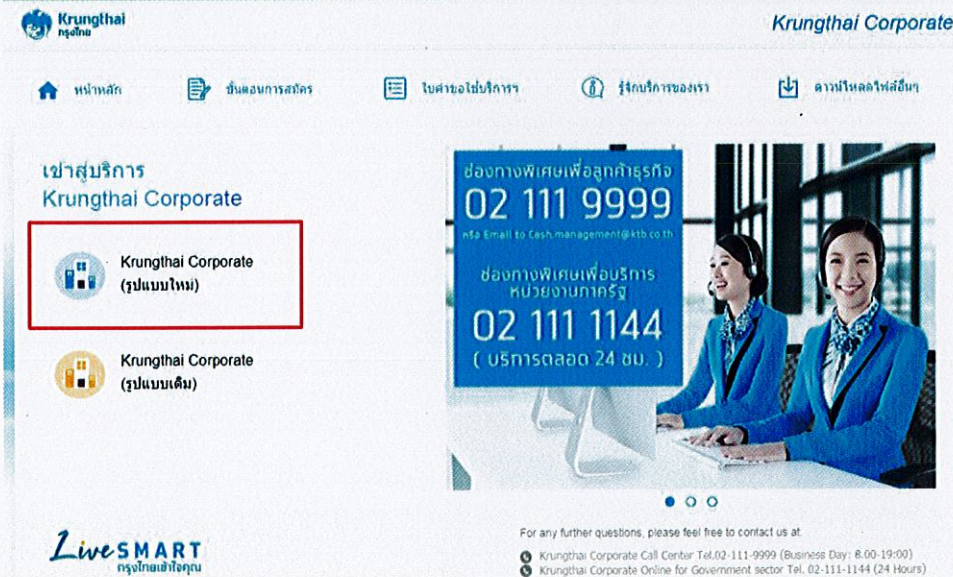 Krungthai
กรุงไทย
Krungthai Corporate
หน้าหลัก
ขั้นตอนการสมัคร
ใบคำขอใช้บริการฯ
รู้จักบริการของเรา
ดาวน์โหลดไฟล์อื่นๆ
เข้าสู่บริการ
Krungthai Corporate
Krungthai Corporate
(รูปแบบใหม่)
Krungthai Corporate
(รูปแบบเดิม)
ช่องทางพิเศษเพื่อลูกค้าธุรกิจ
02 111 9999
หรือ Email to Cash.management@ktb.co.th
ช่องทางพิเศษเพื่อบริการ
หน่วยงานภาครัฐ
02 111 1144
( บริการตลอด 24 ชม. )
LiveSMART
กรุงไทยเข้าใจคุณ
For any further questions, please feel free to contact us at
Krungthai Corporate Call Center Tel.02-111-9999 (Business Day: 8.00-19:00)
Krungthai Corporate Online for Government sector Tel. 02-111-1144 (24 Hours)